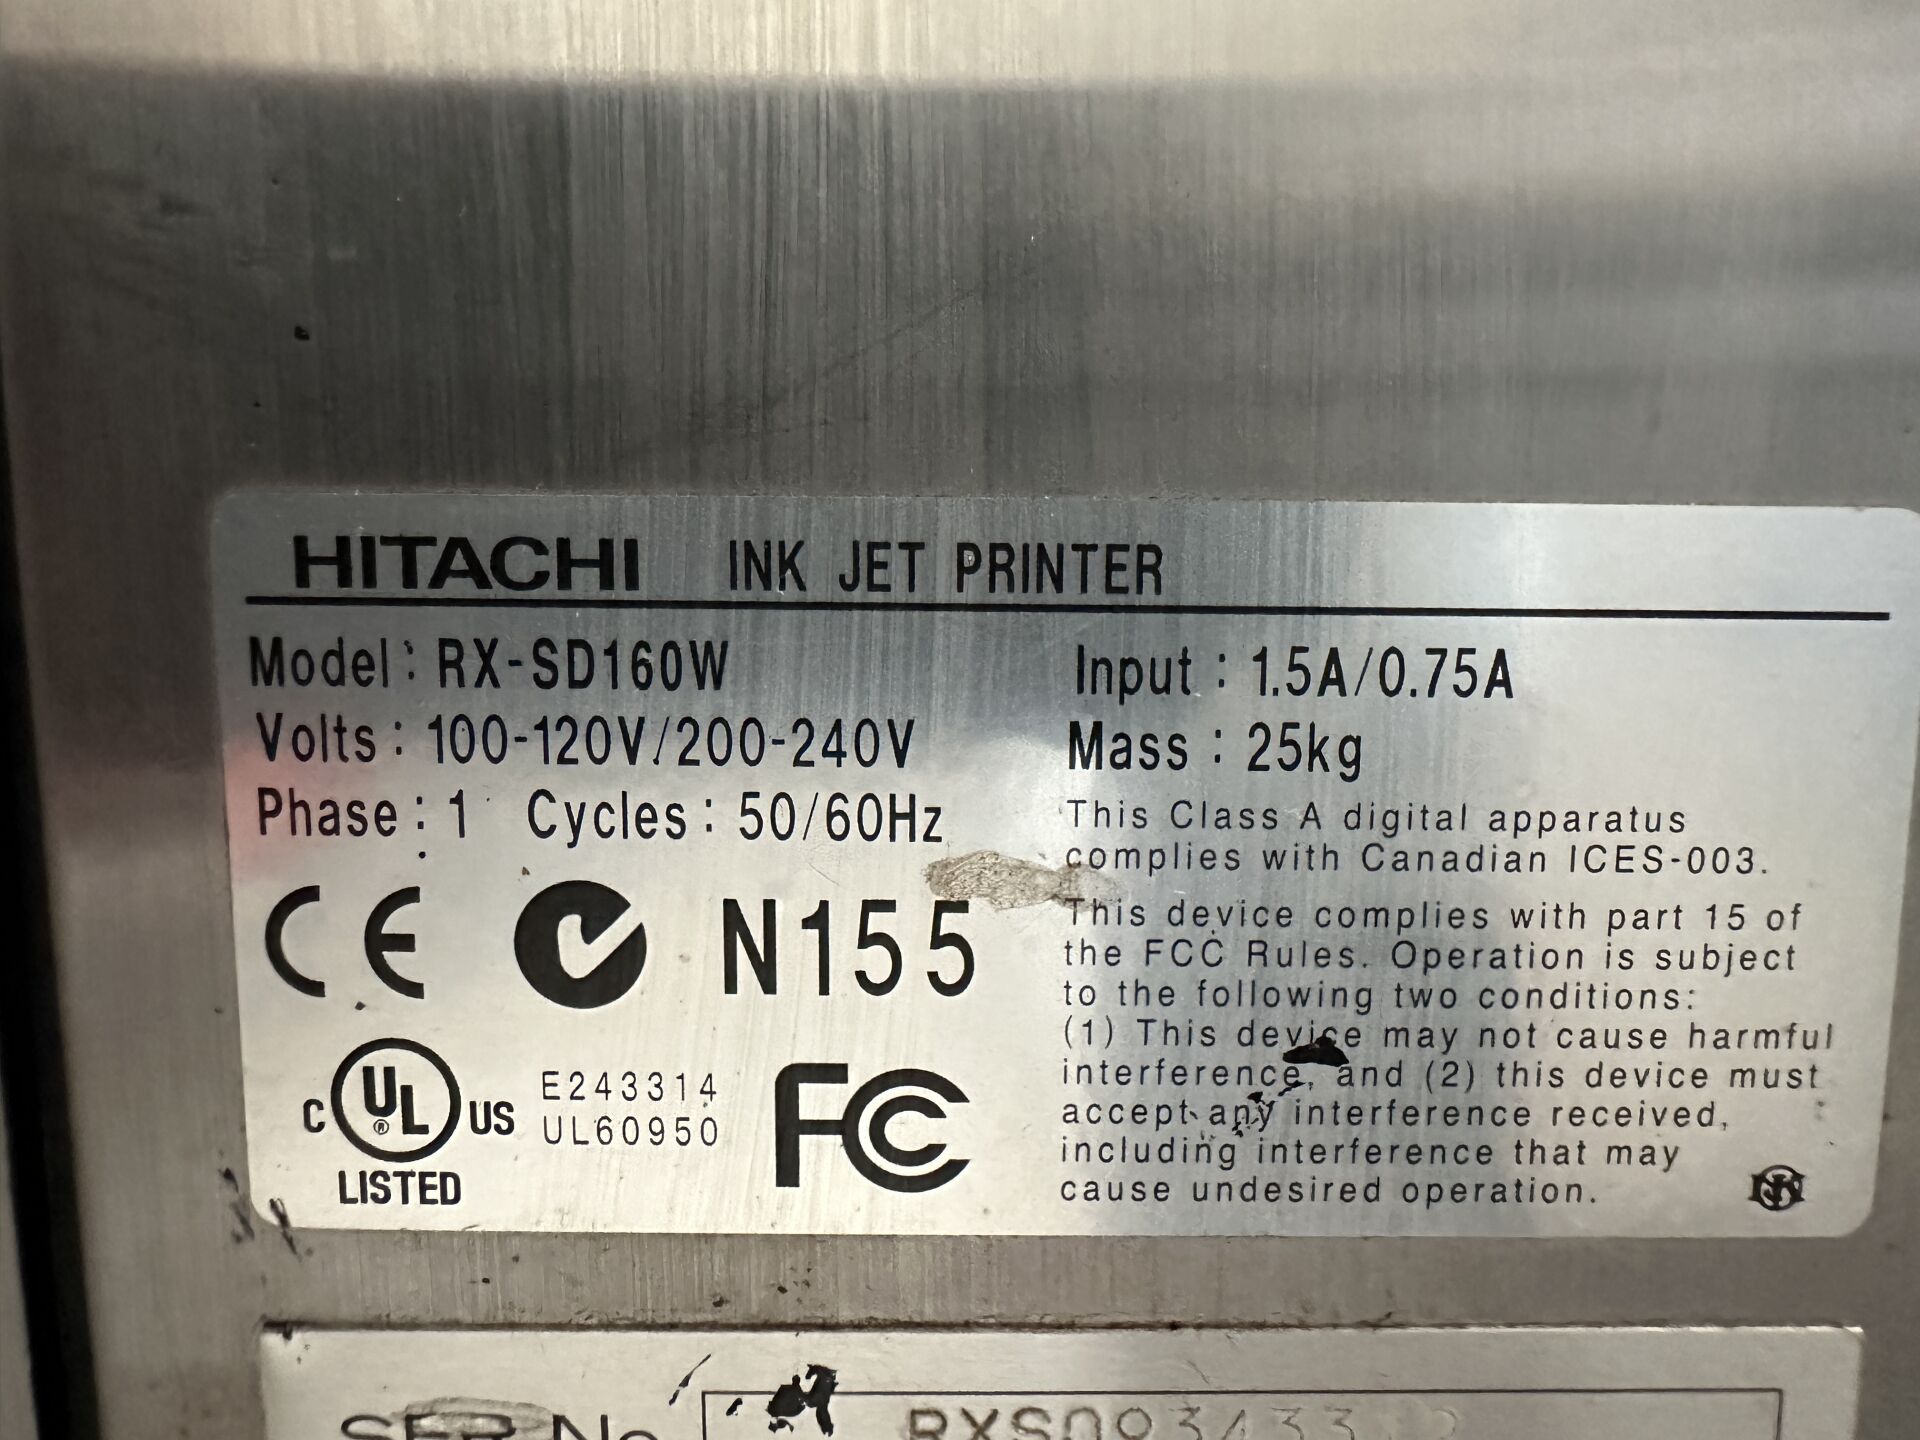 HITACHI INK JET PRINTER
Model: RX-SD160W
Volts: 100-120V/200-240V
Phase: 1 Cycles: 50/60Hz
Input: 1.5A/0.75A
Mass: 25kg
This Class A digital apparatus
complies with Canadian ICES-003.
This device complies with part 15 of
the FCC Rules. Operation is subject
to the following two conditions:
(1) This device may not cause harmful
interference, and (2) this device must
accept any interference received,
including interference that may
cause undesired operation.
CE N155
C UL® US
LISTED
E243314
UL60950
FC
SER No